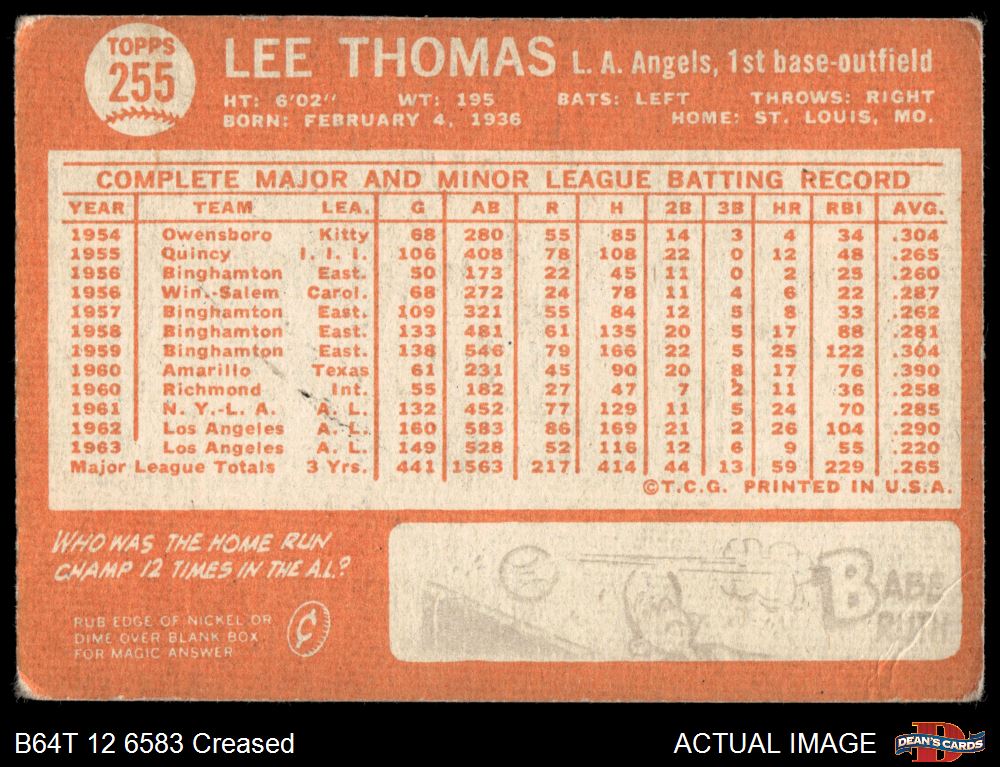 TOPPS
255
LEE THOMAS L. A. Angels, 1st base-outfield
HT: 6'02" WT: 195 BATS: LEFT THROWS: RIGHT
BORN: FEBRUARY 4, 1936 HOME: ST. LOUIS, MO.
COMPLETE MAJOR AND MINOR LEAGUE BATTING RECORD
YEAR TEAM LEA. G AB R H 2B 3B HR RBI AVG.
1954 Owensboro Kitty 68 280 55 85 14 3 4 34 .304
1955 Quincy I. I. I. 106 408 78 108 22 0 12 48 .265
1956 Binghamton East. 50 173 22 45 11 0 2 25 .260
1956 Win.-Salem Carol. 68 272 24 78 11 4 6 22 .287
1957 Binghamton East. 109 321 55 84 12 5 8 33 .262
1958 Binghamton East. 133 481 61 135 20 5 17 88 .281
1959 Binghamton East. 138 546 79 166 22 5 25 122 .304
1960 Amarillo Texas 61 231 45 90 20 8 17 76 .390
1960 Richmond Int. 55 182 27 47 7 2 11 36 .258
1961 N. Y.-L. A. A. L. 132 452 77 129 11 5 24 70 .285
1962 Los Angeles A. L. 160 583 86 169 21 2 26 104 .290
1963 Los Angeles A. L. 149 528 52 116 12 6 9 55 .220
Major League Totals 3 Yrs. 441 1563 217 414 44 13 59 229 .265
©T.C.G. PRINTED IN U.S.A.
WHO WAS THE HOME RUN
CHAMP 12 TIMES IN THE A.L.?
RUB EDGE OF NICKEL OR
DIME OVER BLANK BOX
FOR MAGIC ANSWER
¢
BABE
RUTH
B64T 12 6583 Creased
ACTUAL IMAGE
D
DEAN'S CARDS